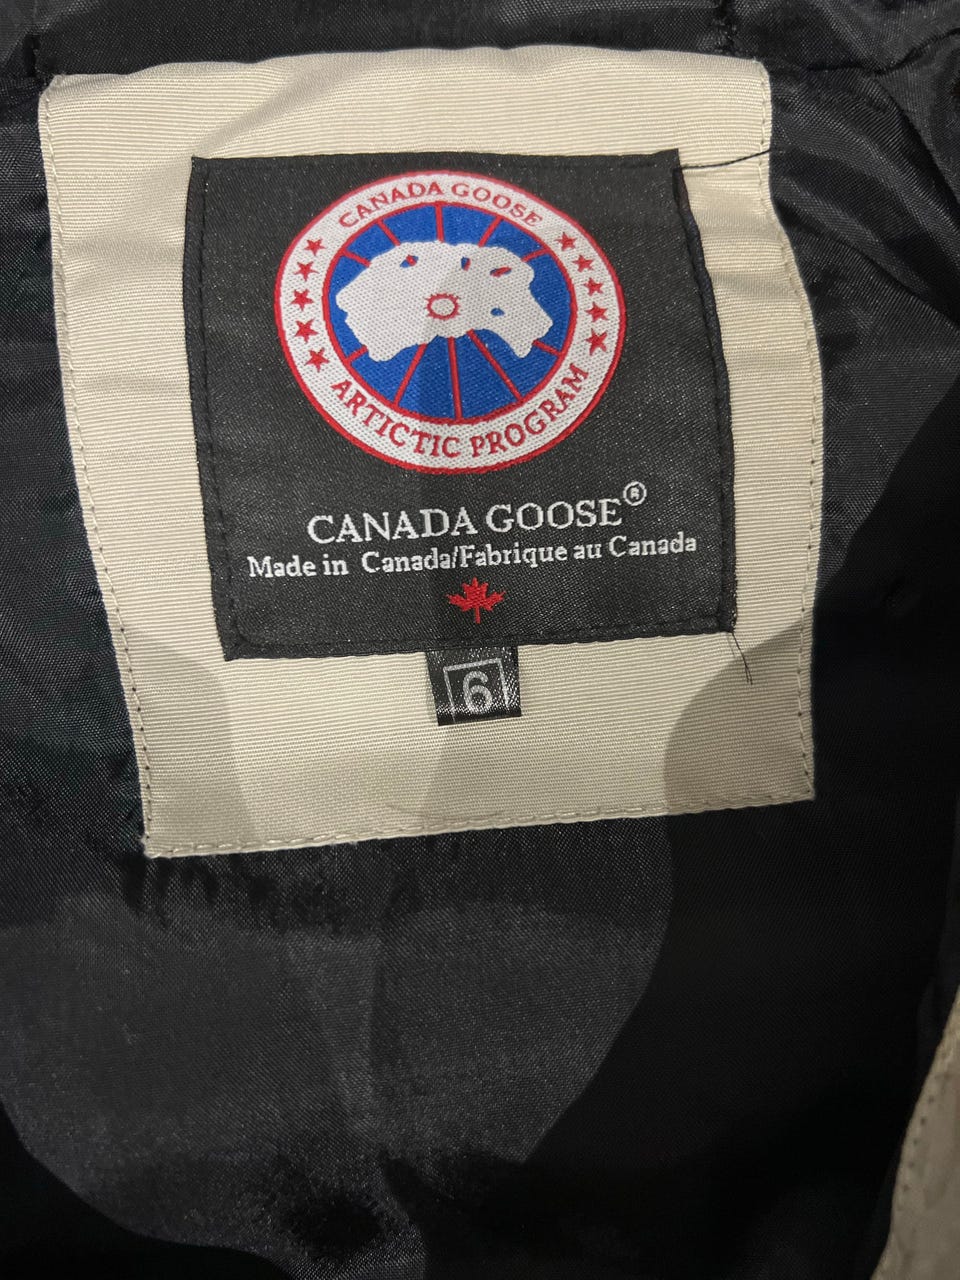 CANADA GOOSE
ARTICTIC PROGRAM
CANADA GOOSE®
Made in Canada/Fabrique au Canada
6